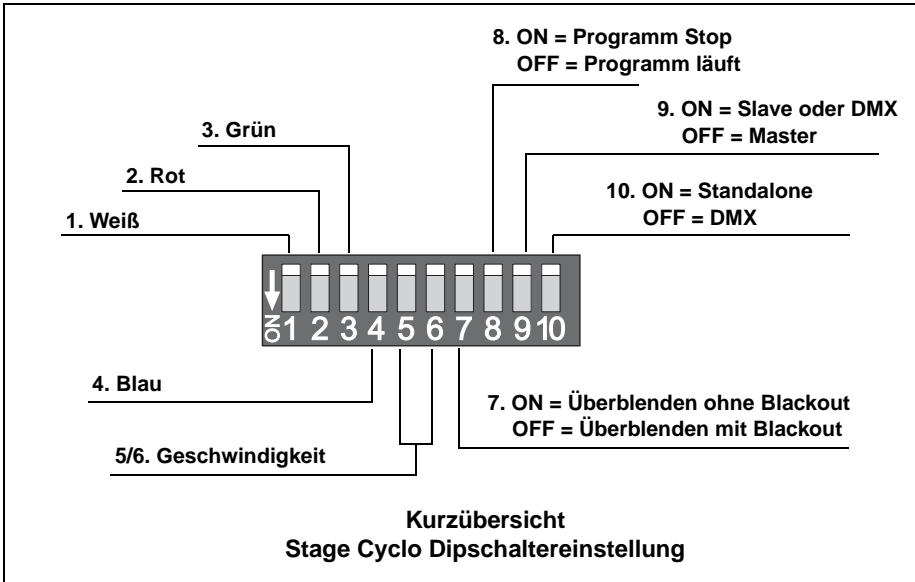 8. ON = Programm Stop
OFF = Programm läuft
9. ON = Slave oder DMX
OFF = Master
3. Grün
2. Rot
10. ON = Standalone
OFF = DMX
1. Weiß
ON
1 2 3 4 5 6 7 8 9 10
4. Blau
7. ON = Überblenden ohne Blackout
OFF = Überblenden mit Blackout
5/6. Geschwindigkeit
Kurzübersicht
Stage Cyclo Dipschaltereinstellung